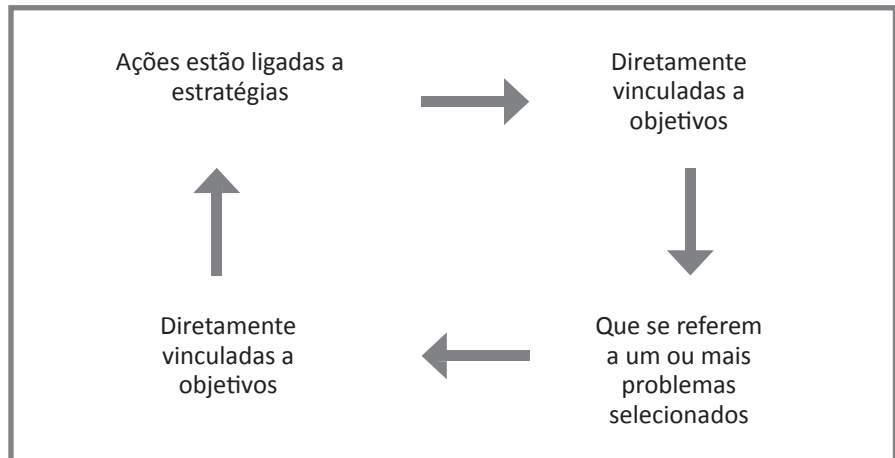 Ações estão ligadas a
estratégias
Diretamente
vinculadas a
objetivos
Que se referem
a um ou mais
problemas
selecionados
Diretamente
vinculadas a
objetivos